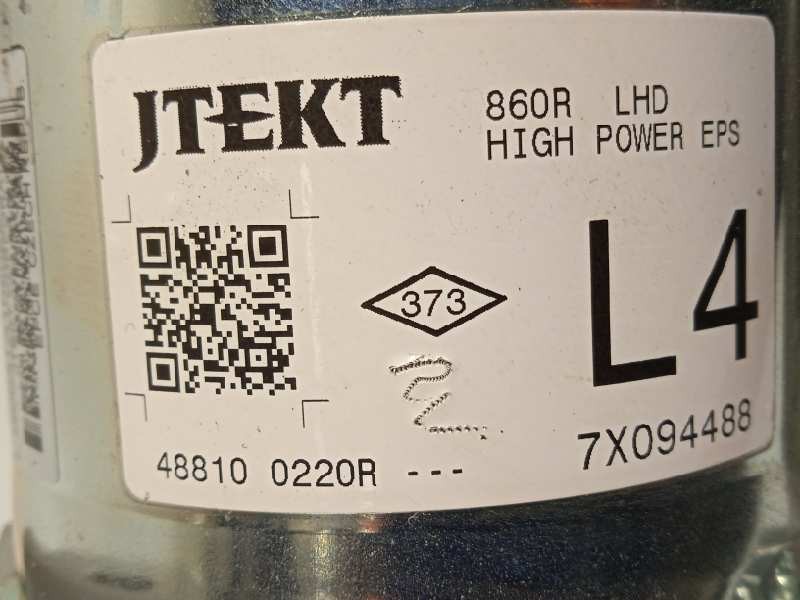 JTEKT
860R LHD
HIGH POWER EPS
373
L4
48810 0220R ---
7X094488